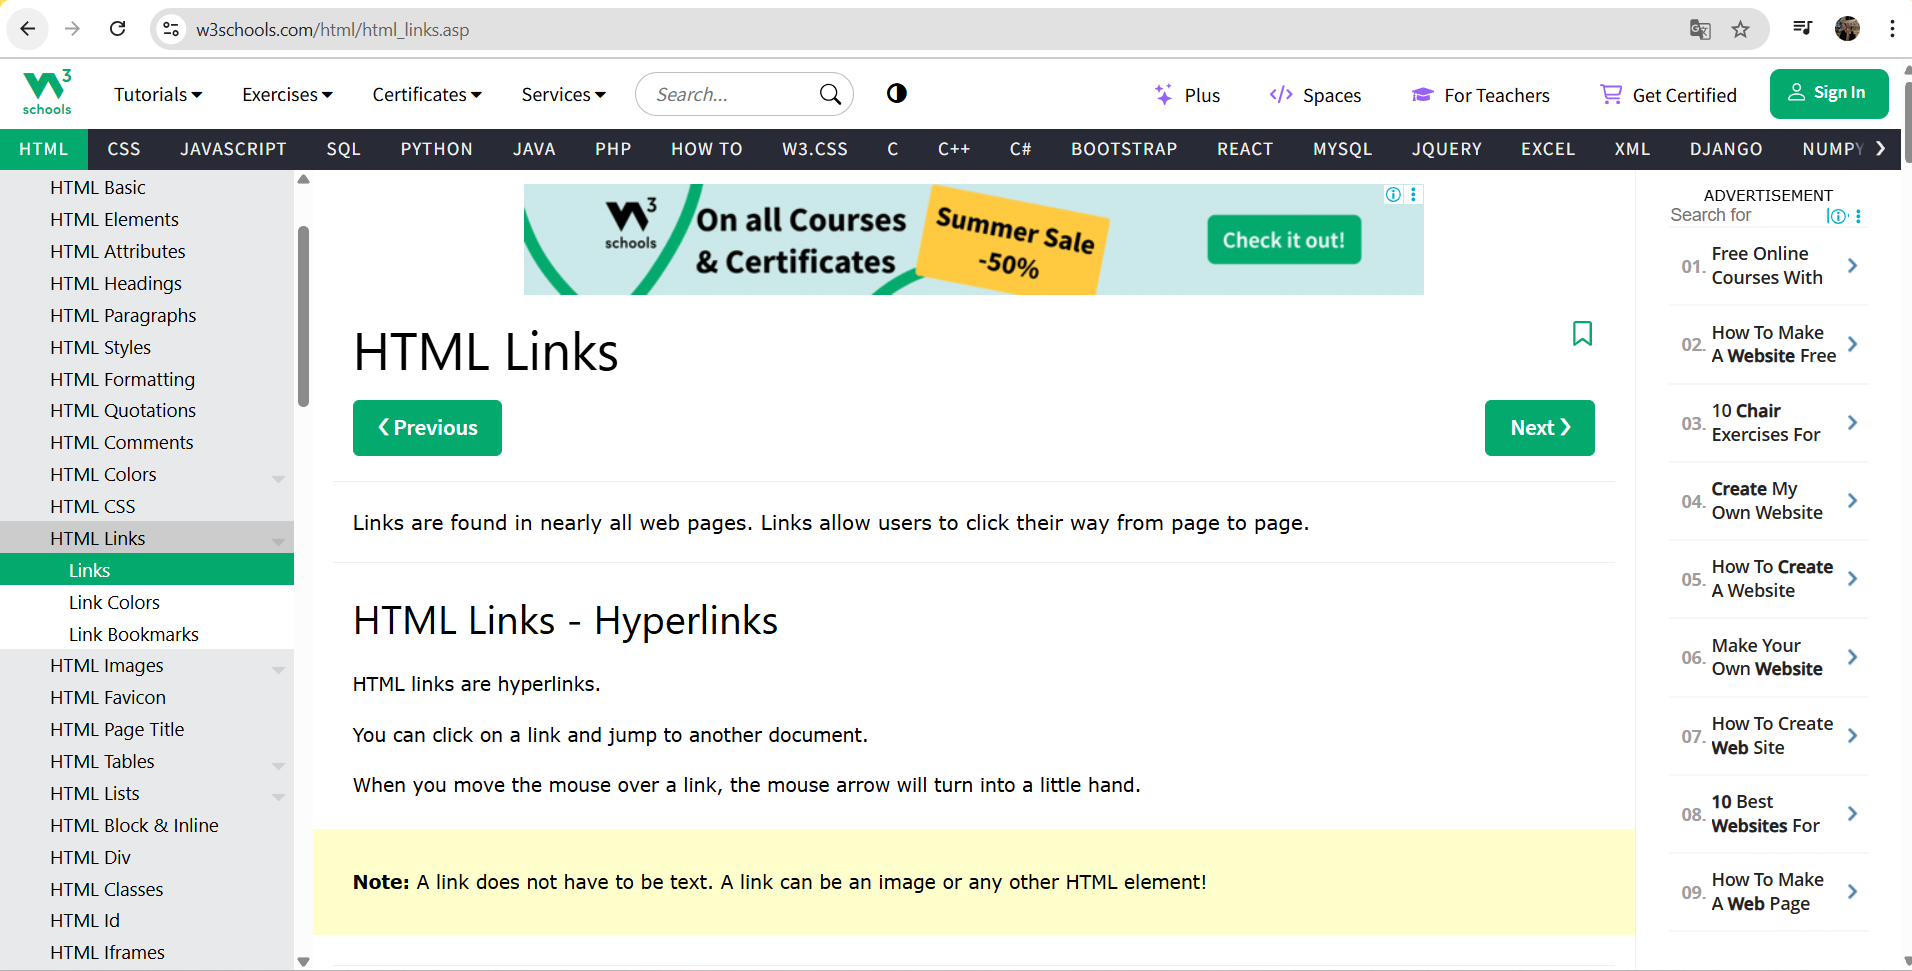 w3schools.com/html/html_links.asp
W3 schools
Tutorials
Exercises
Certificates
Services
Search...
Plus
Spaces
For Teachers
Get Certified
Sign In
HTML CSS JAVASCRIPT SQL PYTHON JAVA PHP HOW TO W3.CSS C C++ C# BOOTSTRAP REACT MYSQL JQUERY EXCEL XML DJANGO NUMPY
HTML Basic
HTML Elements
HTML Attributes
HTML Headings
HTML Paragraphs
HTML Styles
HTML Formatting
HTML Quotations
HTML Comments
HTML Colors
HTML CSS
HTML Links
Links
Link Colors
Link Bookmarks
HTML Images
HTML Favicon
HTML Page Title
HTML Tables
HTML Lists
HTML Block & Inline
HTML Div
HTML Classes
HTML Id
HTML Iframes
W3 schools
On all Courses
& Certificates
Summer Sale
-50%
Check it out!
HTML Links
❮ Previous
Next ❯
Links are found in nearly all web pages. Links allow users to click their way from page to page.
HTML Links - Hyperlinks
HTML links are hyperlinks.
You can click on a link and jump to another document.
When you move the mouse over a link, the mouse arrow will turn into a little hand.
Note: A link does not have to be text. A link can be an image or any other HTML element!
ADVERTISEMENT
Search for
01. Free Online
Courses With
02. How To Make
A Website Free
03. 10 Chair
Exercises For
04. Create My
Own Website
05. How To Create
A Website
06. Make Your
Own Website
07. How To Create
Web Site
08. 10 Best
Websites For
09. How To Make
A Web Page